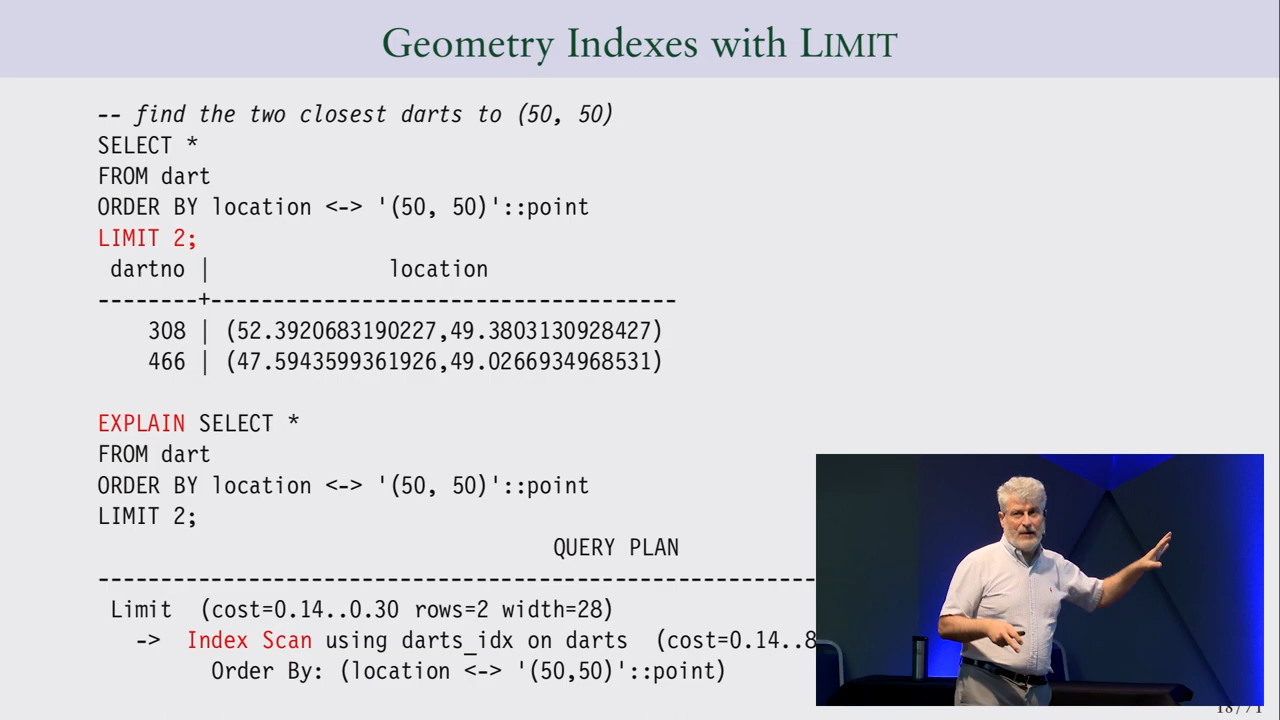 Geometry Indexes with LIMIT
-- find the two closest darts to (50, 50)
SELECT *
FROM dart
ORDER BY location <-> '(50, 50)'::point
LIMIT 2;
dartno | location
--------+-------------------------------------
308 | (52.3920683190227,49.3803130928427)
466 | (47.5943599361926,49.0266934968531)
EXPLAIN SELECT *
FROM dart
ORDER BY location <-> '(50, 50)'::point
LIMIT 2;
QUERY PLAN
---------------------------------------------------------
Limit (cost=0.14..0.30 rows=2 width=28)
-> Index Scan using darts_idx on darts (cost=0.14..8
Order By: (location <-> '(50,50)'::point)
18/71